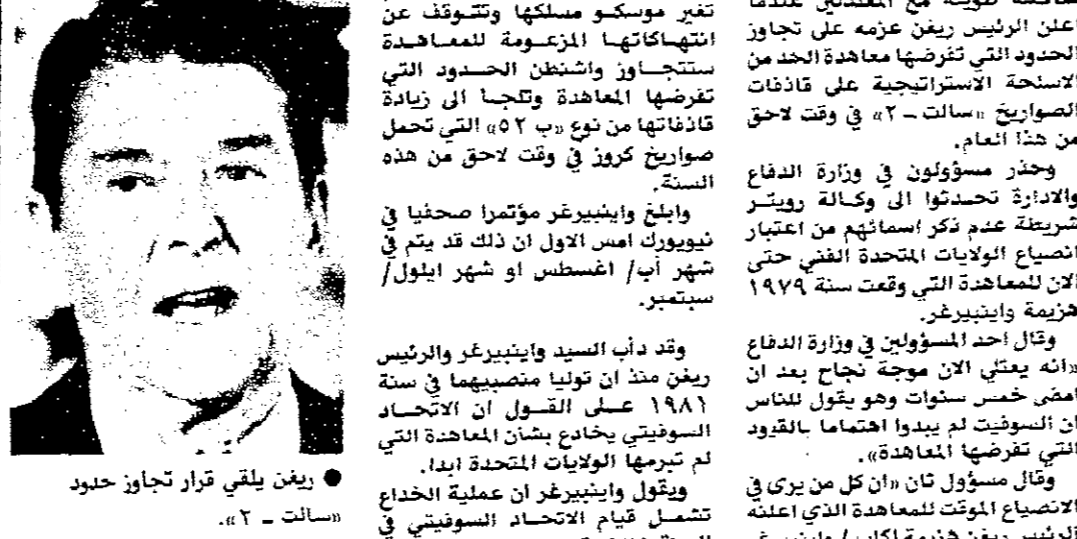 اعلن الرئيس ريغن عزمه على تجاوز
الحدود التي تفرضها معاهدة الحد من
الاسلحة الاستراتيجية على قاذفات
الصواريخ «سالت ـ ٢» في وقت لاحق
من هذا العام.
وحذر مسؤولون في وزارة الدفاع
والادارة تحدثوا الى وكالة رويتر
شريطة عدم ذكر اسمائهم من اعتبار
انصياع الولايات المتحدة الفني حتى
الان للمعاهدة التي وقعت سنة ١٩٧٩
هزيمة واينبيرغر.
وقال احد المسؤولين في وزارة الدفاع
«انه يعتلي الان موجة نجاح بعد ان
امضى خمس سنوات وهو يقول للناس
ان السوفيت لم يبدوا اهتماما بالقيود
التي تفرضها المعاهدة».
وقال مسؤول ثان «ان كل من يرى في
الانصياع المؤقت للمعاهدة الذي اعلنه
الرئيس ريغن هزيمة
تغير موسكو مسلكها وتتوقف عن
انتهاكاتها المزعومة للمعاهدة
ستتجاوز واشنطن الحدود التي
تفرضها المعاهدة وتلجأ الى زيادة
قاذفاتها من نوع «ب ٥٢» التي تحمل
صواريخ كروز في وقت لاحق من هذه
السنة.
وابلغ واينبيرغر مؤتمرا صحفيا في
نيويورك امس الاول ان ذلك قد يتم في
شهر آب/ اغسطس او شهر ايلول/
سبتمبر.
وقد دأب السيد واينبيرغر والرئيس
ريغن منذ ان توليا منصبيهما في سنة
١٩٨١ على القول ان الاتحاد
السوفيتي يخادع بشأن المعاهدة التي
لم تبرمها الولايات المتحدة ابدا.
ويقول واينبيرغر ان عملية الخداع
تشمل قيام الاتحاد السوفيتي في
● ريغن يلقي قرار تجاوز حدود
«سالت ـ ٢».